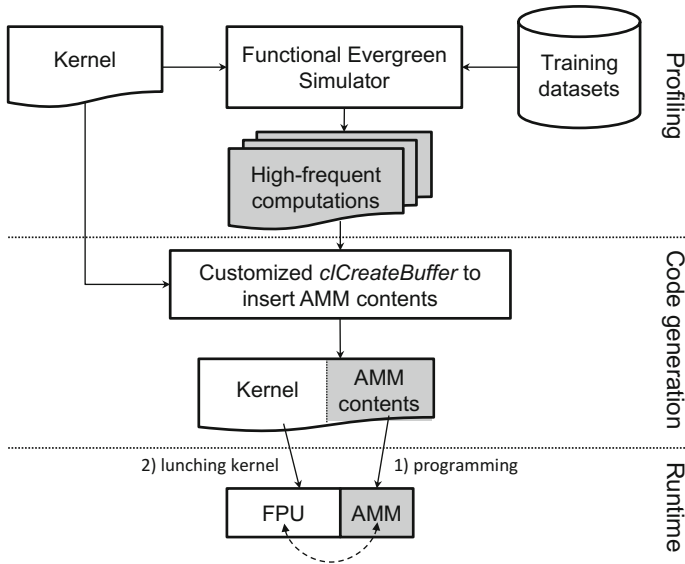 Kernel
Functional Evergreen
Simulator
Training
datasets
Profiling
High-frequent
computations
Customized clCreateBuffer to
insert AMM contents
Code generation
Kernel
AMM
contents
2) lunching kernel
1) programming
Runtime
FPU
AMM